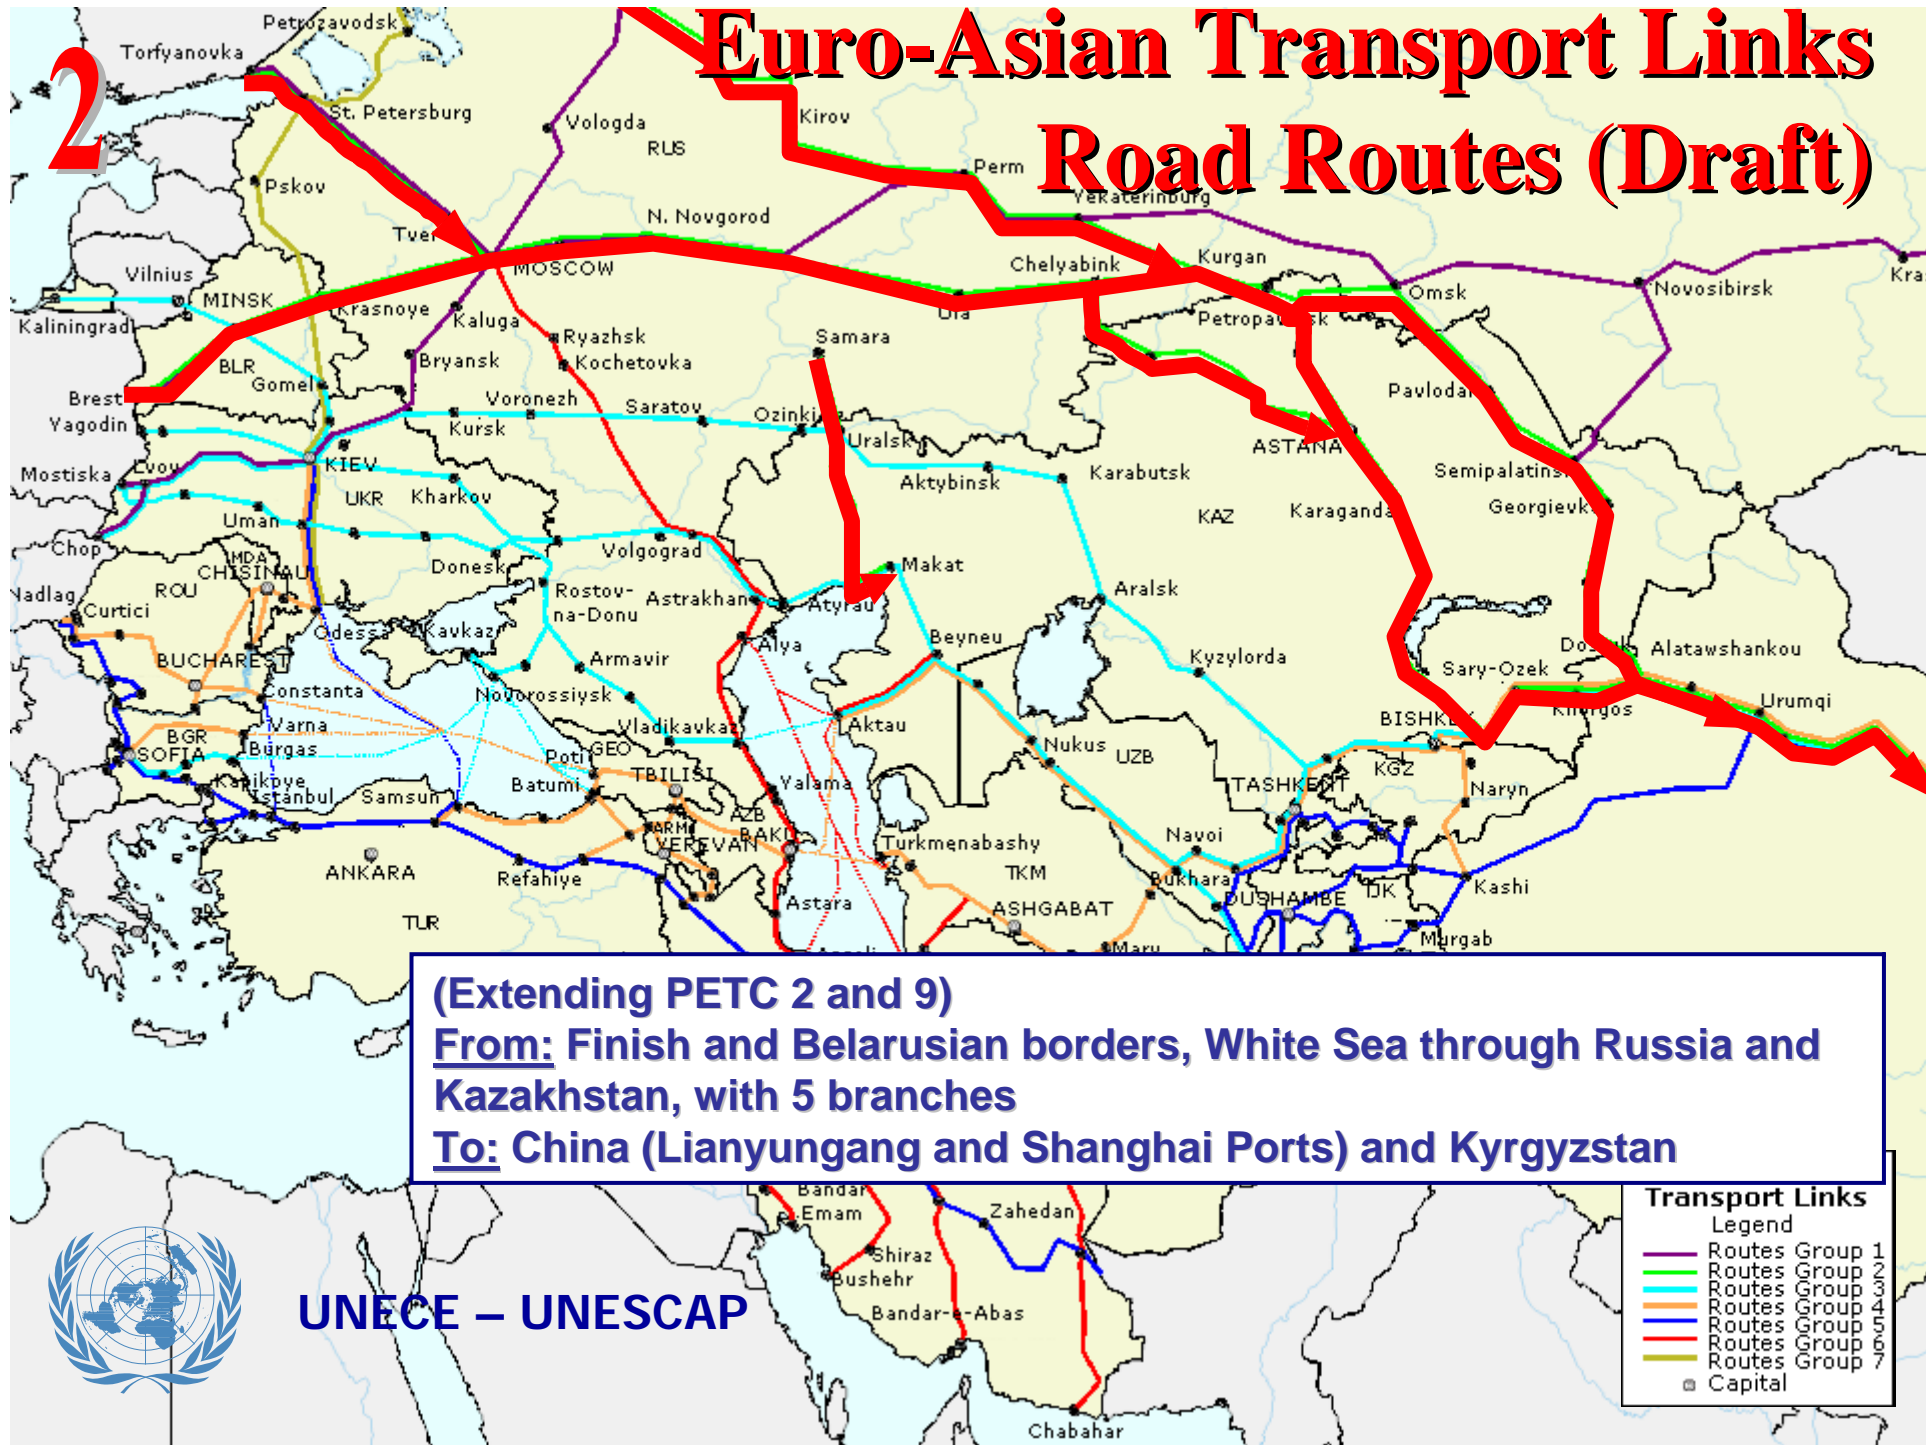 2
Euro-Asian Transport Links
Road Routes (Draft)
Petrozavodsk
Torfyanovka
St. Petersburg
Vologda
RUS
Kirov
Perm
Yekaterinburg
Pskov
Tver
N. Novgorod
MOSCOW
Chelyabink
Kurgan
Omsk
Novosibirsk
Vilnius
MINSK
Kaliningrad
Krasnoye
Kaluga
Ryazhsk
Kochetovka
Samara
Ufa
BLR
Bryansk
Gomel
Brest
Yagodin
Voronezh
Kursk
Saratov
Ozinki
Uralsk
Pavlodar
ASTANA
Mostiska
Lvov
KIEV
UKR
Kharkov
Aktybinsk
Karabutsk
KAZ
Karaganda
Semipalatinsk
Georgievk
Uman
Chop
MDA
CHISINAU
Donesk
Volgograd
Makat
Aralsk
ROU
Nadlag
Curtici
Rostov-
na-Donu
Astrakhan
Atyrau
Odessa
Kavkaz
Alya
Beyneu
BUCHAREST
Armavir
Kyzylorda
Sary-Ozek
Alatawshankou
Constanta
Novorossiysk
Varna
Vladikavkaz
Aktau
BISHKEK
Khorgos
Urumqi
BGR
SOFIA
Burgas
Poti
GEO
TBILISI
Nukus
UZB
KGZ
Kapikoye
Istanbul
Samsun
Batumi
Yalama
TASHKENT
Naryn
ARM
AZB
BAKU
YEREVAN
Turkmenabashy
Navoi
ANKARA
Refahiye
TKM
Bukhara
Kashi
Astara
ASHGABAT
DUSHAMBE
TJK
TUR
Mary
Murgab
(Extending PETC 2 and 9)
From: Finish and Belarusian borders, White Sea through Russia and
Kazakhstan, with 5 branches
To: China (Lianyungang and Shanghai Ports) and Kyrgyzstan
Bandar
Emam
Zahedan
Shiraz
Bushehr
Bandar-e-Abas
Chabahar
UNECE – UNESCAP
Transport Links
Legend
Routes Group 1
Routes Group 2
Routes Group 3
Routes Group 4
Routes Group 5
Routes Group 6
Routes Group 7
Capital